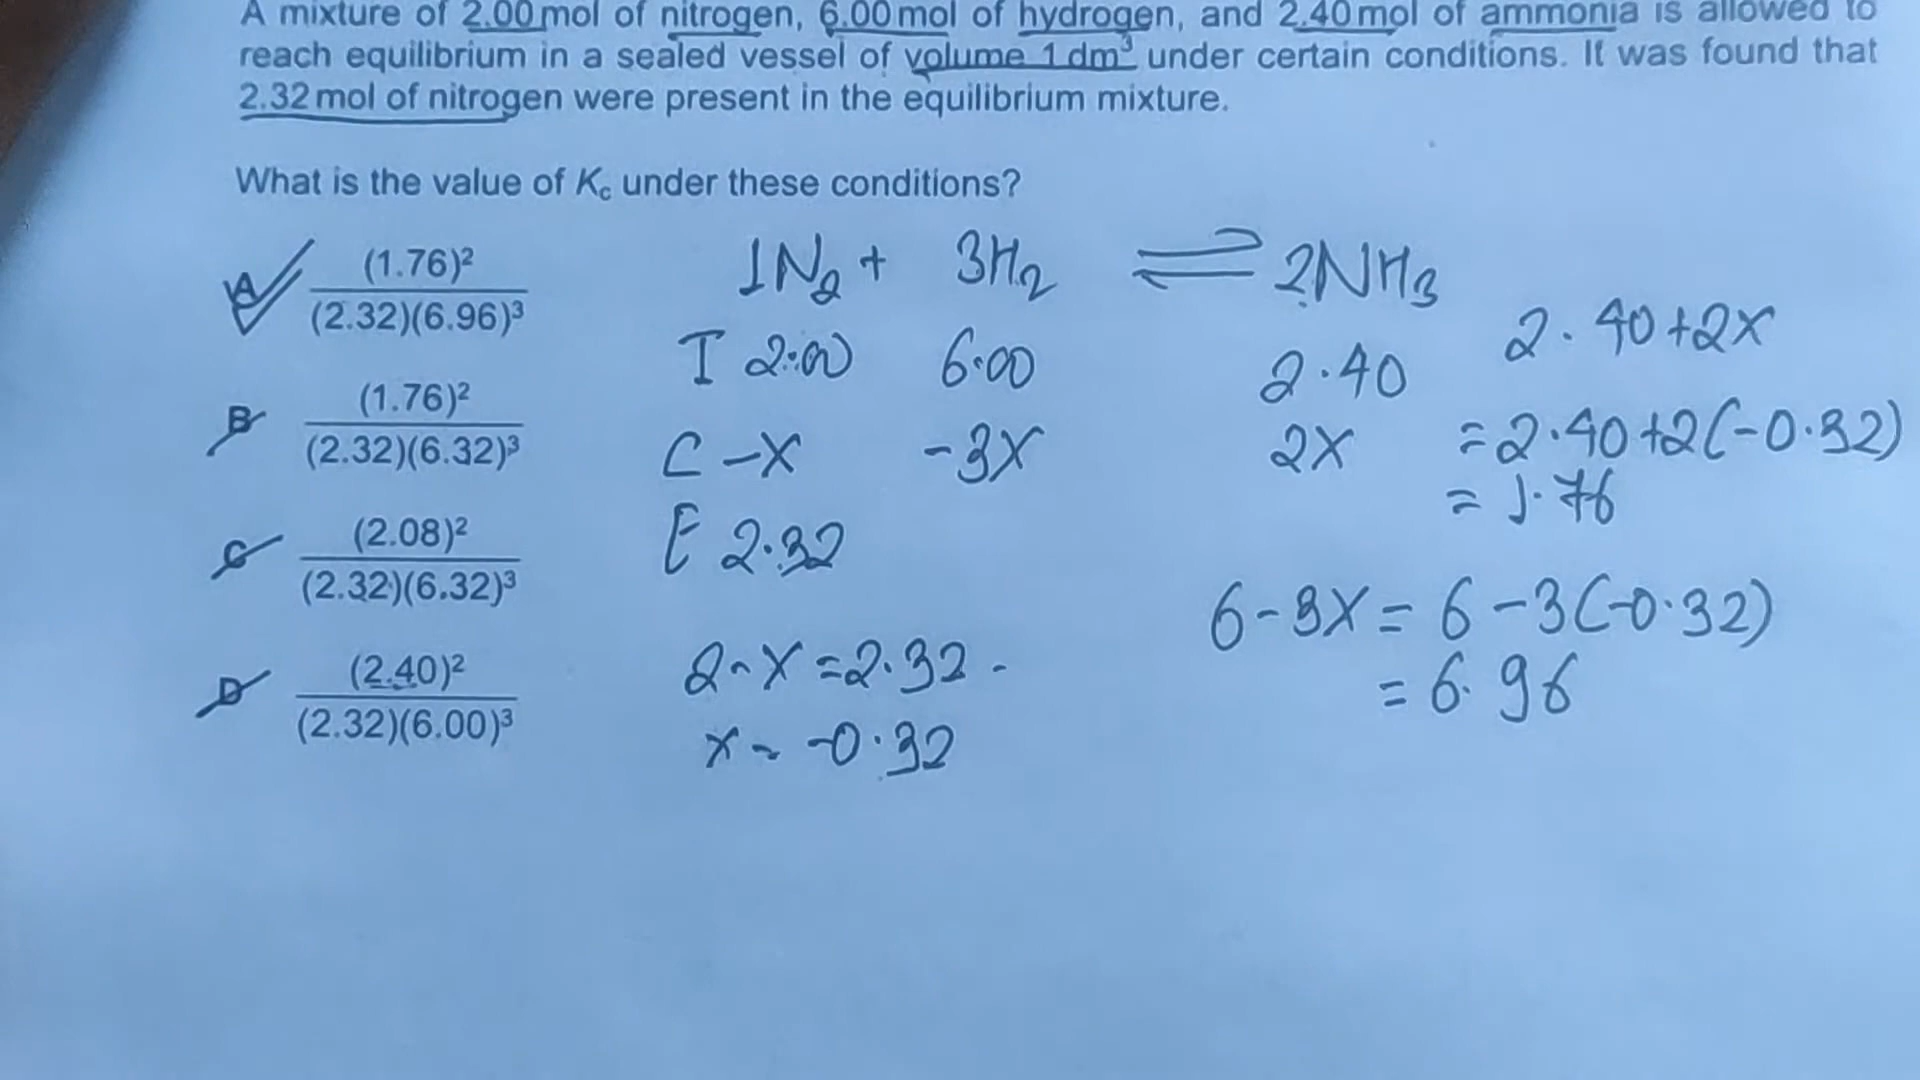 A mixture of 2.00 mol of nitrogen, 6.00 mol of hydrogen, and 2.40 mol of ammonia is allowed to
reach equilibrium in a sealed vessel of volume 1 dm³ under certain conditions. It was found that
2.32 mol of nitrogen were present in the equilibrium mixture.
What is the value of Kc under these conditions?
A (1.76)²
(2.32)(6.96)³
B (1.76)²
(2.32)(6.32)³
C (2.08)²
(2.32)(6.32)³
D (2.40)²
(2.32)(6.00)³
1N₂ + 3H₂ ⇌ 2NH₃
I 2.00 6.00 2.40
C -x -3x 2x
E 2.32
2-x = 2.32
x = -0.32
2.40+2x
= 2.40+2(-0.32)
= 1.76
6-3x = 6-3(-0.32)
= 6.96